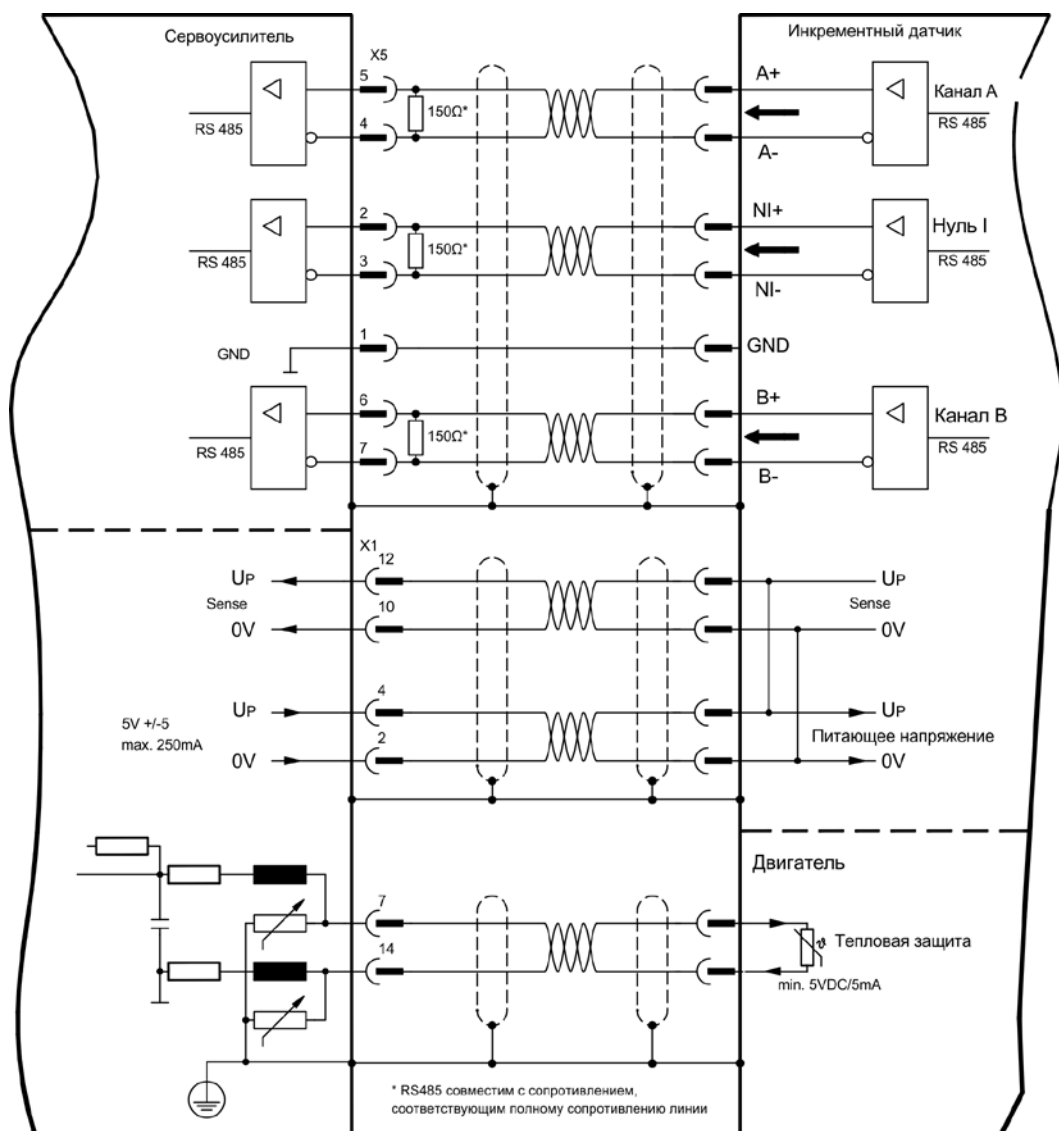 Сервоусилитель
Инкрементный датчик
X5
5
A+
Канал A
RS 485
150Ω*
RS 485
4
A-
2
NI+
Нуль I
RS 485
150Ω*
RS 485
3
NI-
1
GND
GND
6
B+
Канал B
RS 485
150Ω*
RS 485
7
B-
X1
12
UP
UP
Sense
Sense
10
0V
0V
4
UP
UP
5V +/-5
max. 250mA
Питающее напряжение
2
0V
0V
Двигатель
7
ϑ
Тепловая защита
14
min. 5VDC/5mA
* RS485 совместим с сопротивлением,
соответствующим полному сопротивлению линии